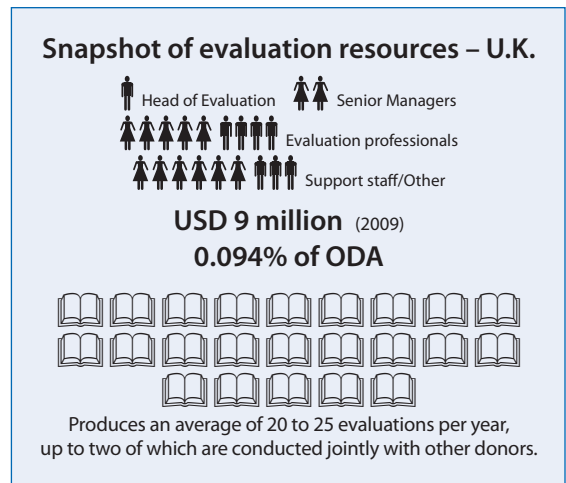 Snapshot of evaluation resources – U.K.
Head of Evaluation Senior Managers
Evaluation professionals
Support staff/Other
USD 9 million (2009)
0.094% of ODA
Produces an average of 20 to 25 evaluations per year,
up to two of which are conducted jointly with other donors.